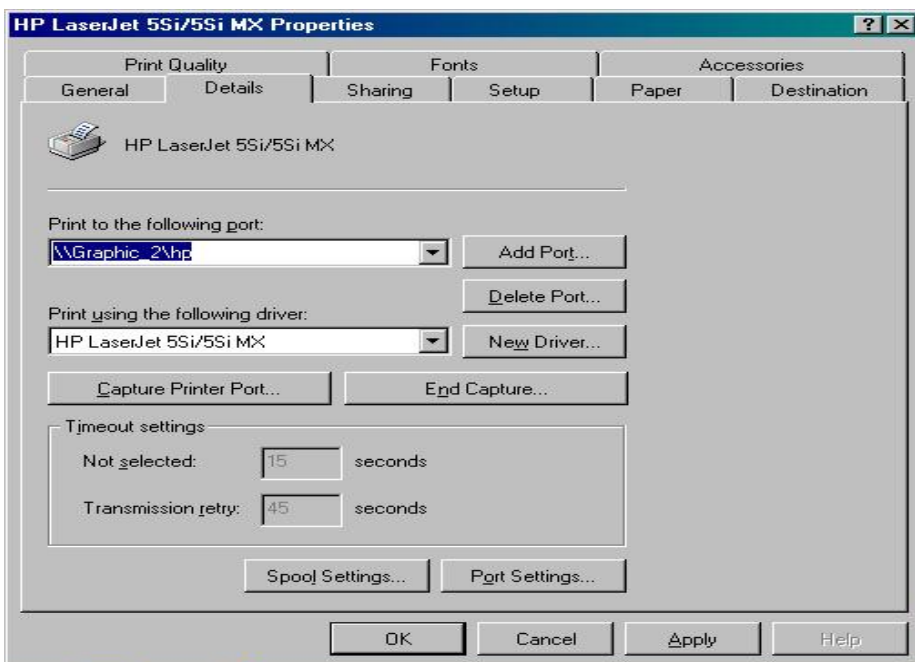 HP LaserJet 5Si/5Si MX Properties
Print Quality Fonts Accessories
General Details Sharing Setup Paper Destination
HP LaserJet 5Si/5Si MX
Print to the following port:
\\Graphic_2\hp Add Port...
Delete Port...
Print using the following driver:
HP LaserJet 5Si/5Si MX New Driver...
Capture Printer Port... End Capture...
Timeout settings
Not selected: 15 seconds
Transmission retry: 45 seconds
Spool Settings... Port Settings...
OK Cancel Apply Help